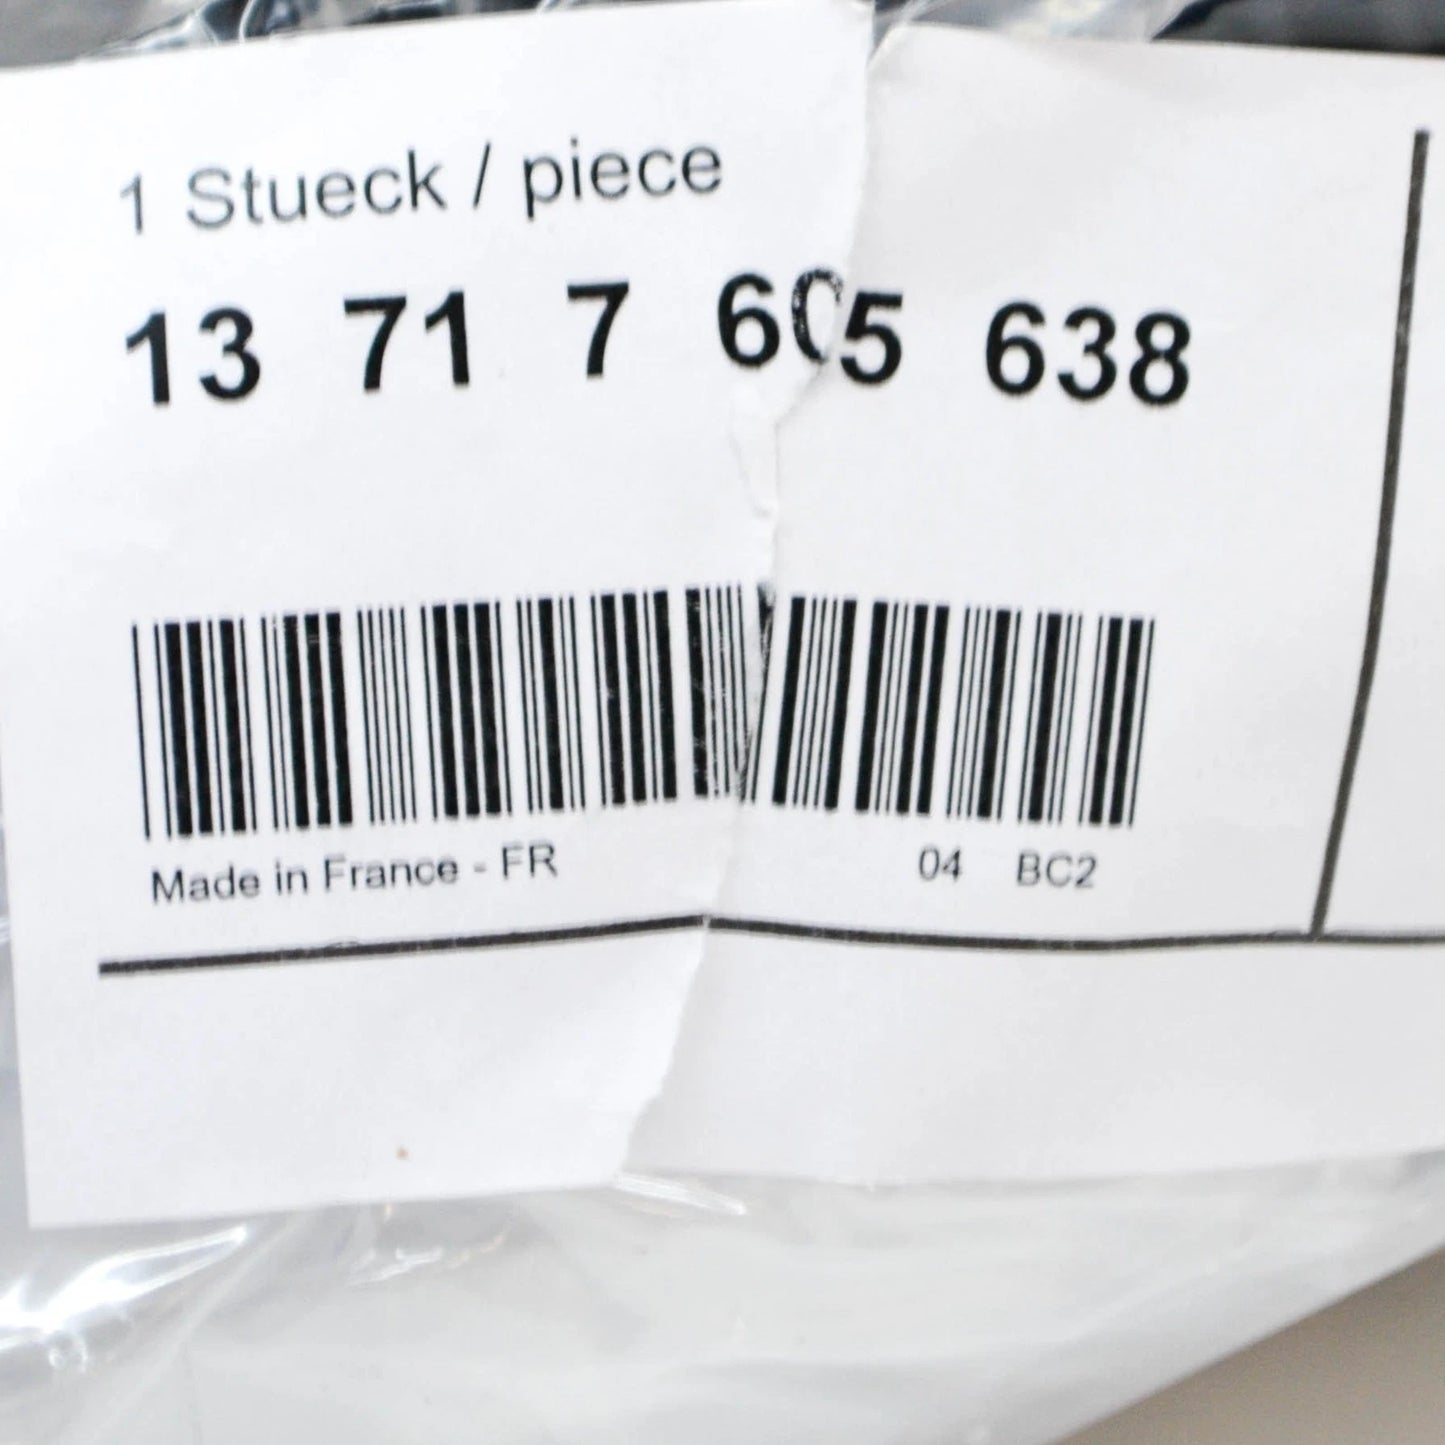 1 Stueck / piece
13 71 7 605 638
Made in France - FR 04 BC2